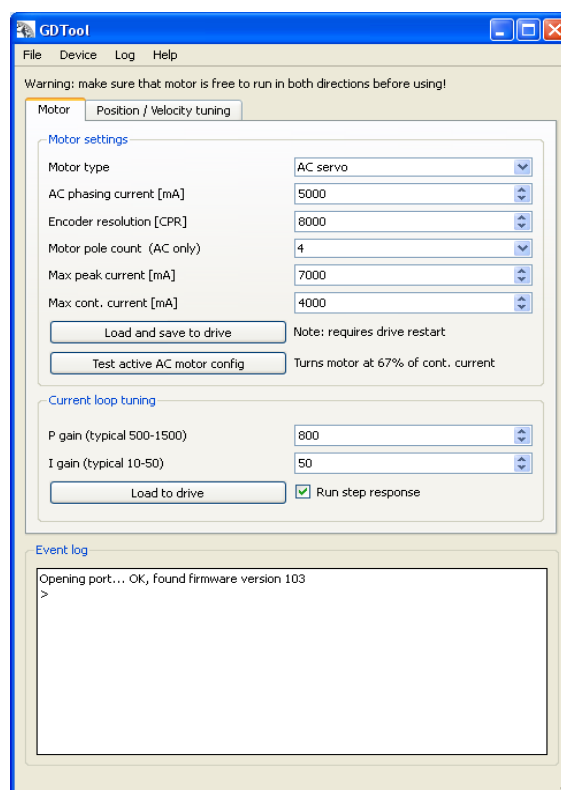 GDTool
File Device Log Help
Warning: make sure that motor is free to run in both directions before using!
Motor Position / Velocity tuning
Motor settings
Motor type AC servo
AC phasing current [mA] 5000
Encoder resolution [CPR] 8000
Motor pole count (AC only) 4
Max peak current [mA] 7000
Max cont. current [mA] 4000
Load and save to drive Note: requires drive restart
Test active AC motor config Turns motor at 67% of cont. current
Current loop tuning
P gain (typical 500-1500) 800
I gain (typical 10-50) 50
Load to drive Run step response
Event log
Opening port... OK, found firmware version 103
>